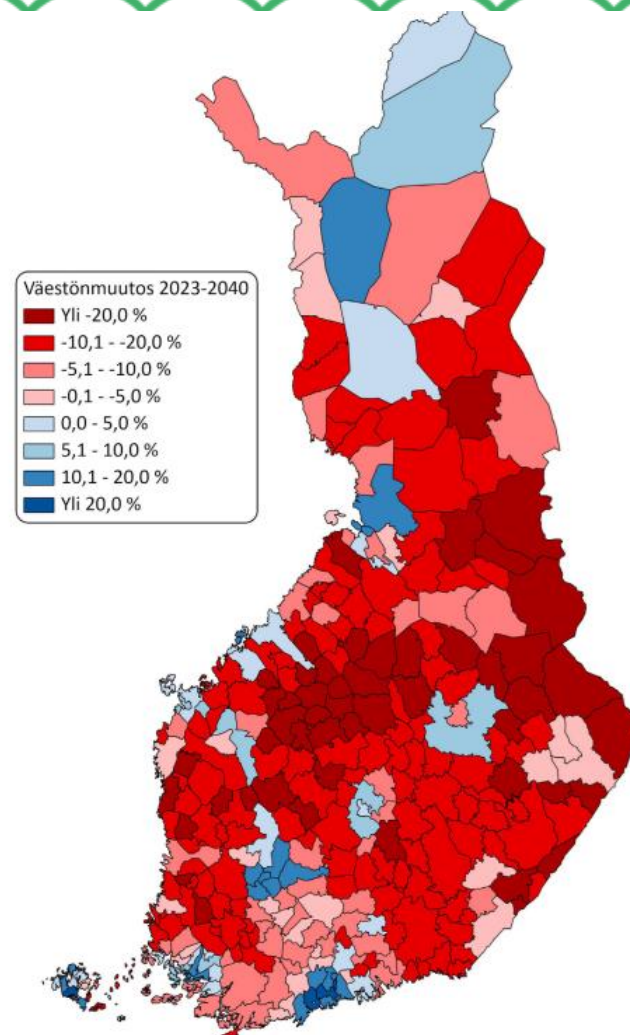 Väestönmuutos 2023-2040
Yli -20,0 %
-10,1 - -20,0 %
-5,1 - -10,0 %
-0,1 - -5,0 %
0,0 - 5,0 %
5,1 - 10,0 %
10,1 - 20,0 %
Yli 20,0 %